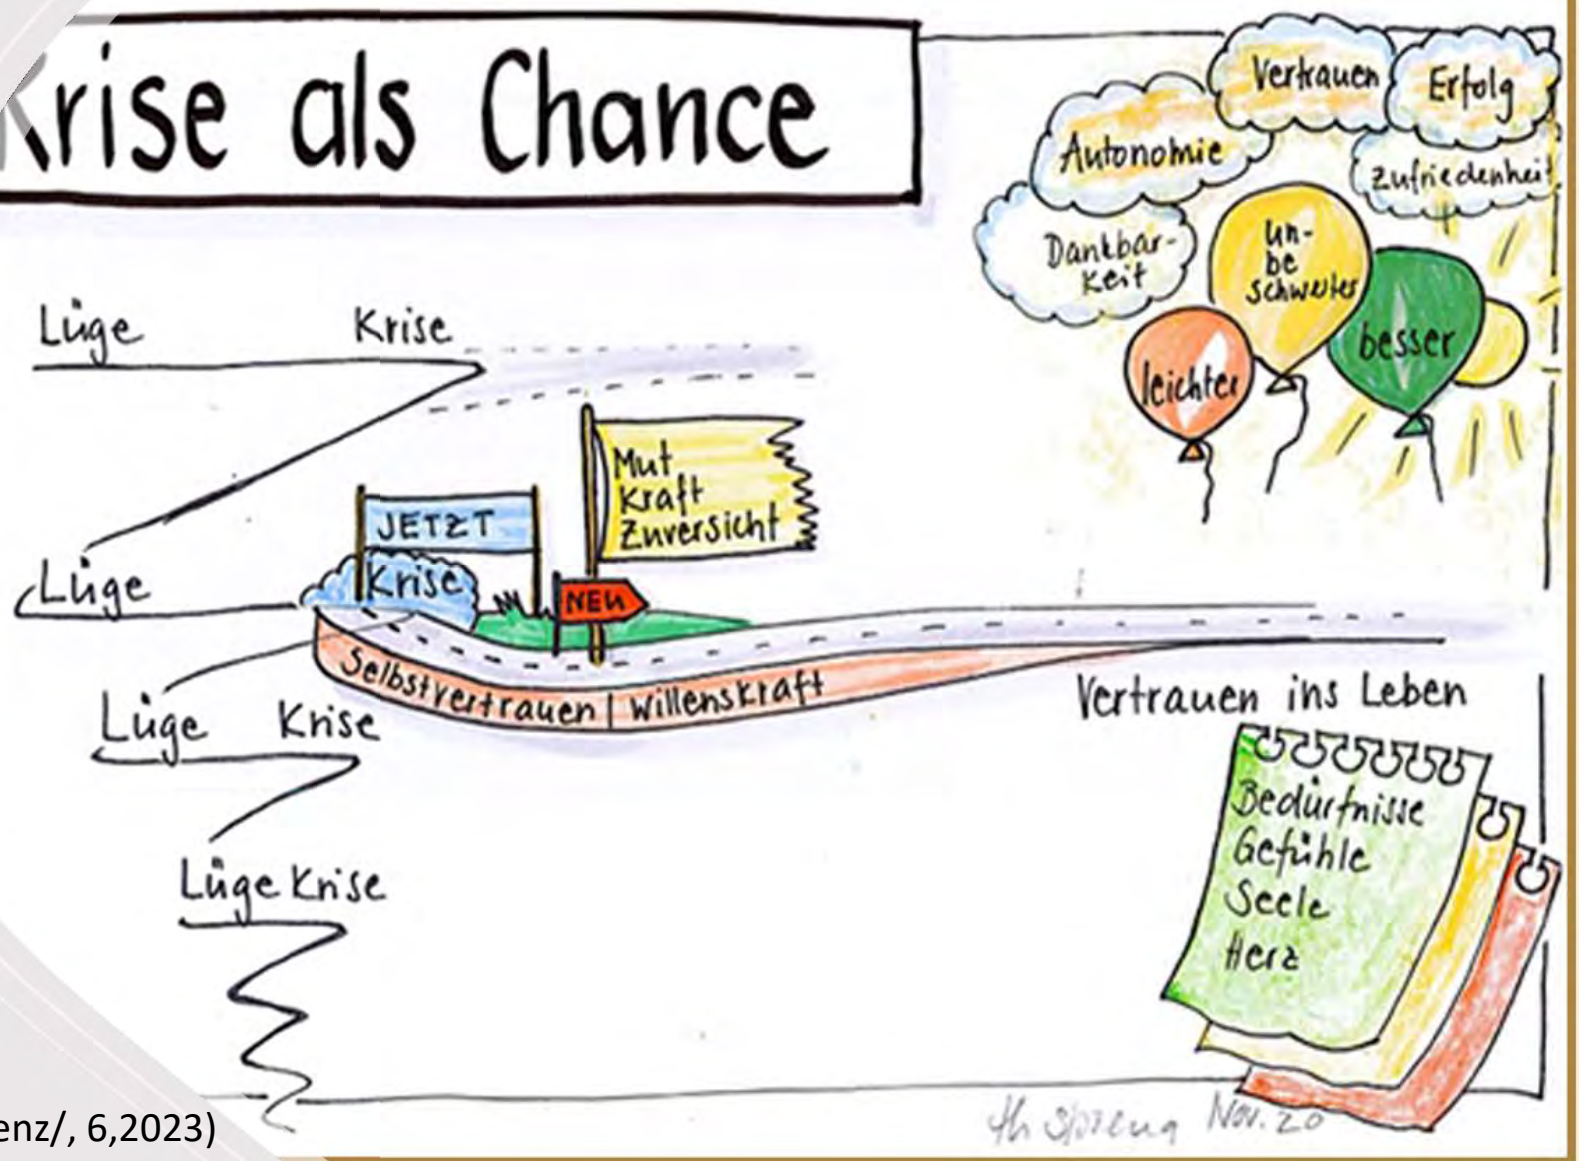 Krise als Chance
Vertrauen
Erfolg
Autonomie
Zufriedenheit
Dankbar-
keit
un-
be
schwerter
besser
leichter
Lüge Krise
Mut
Kraft
Zuversicht
JETZT
Krise
Lüge
NEU
Selbstvertrauen | Willenskraft
Lüge Krise
Vertrauen ins Leben
Bedürfnisse
Gefühle
Seele
Herz
Lüge Krise
Nov. 20
enz/, 6,2023)